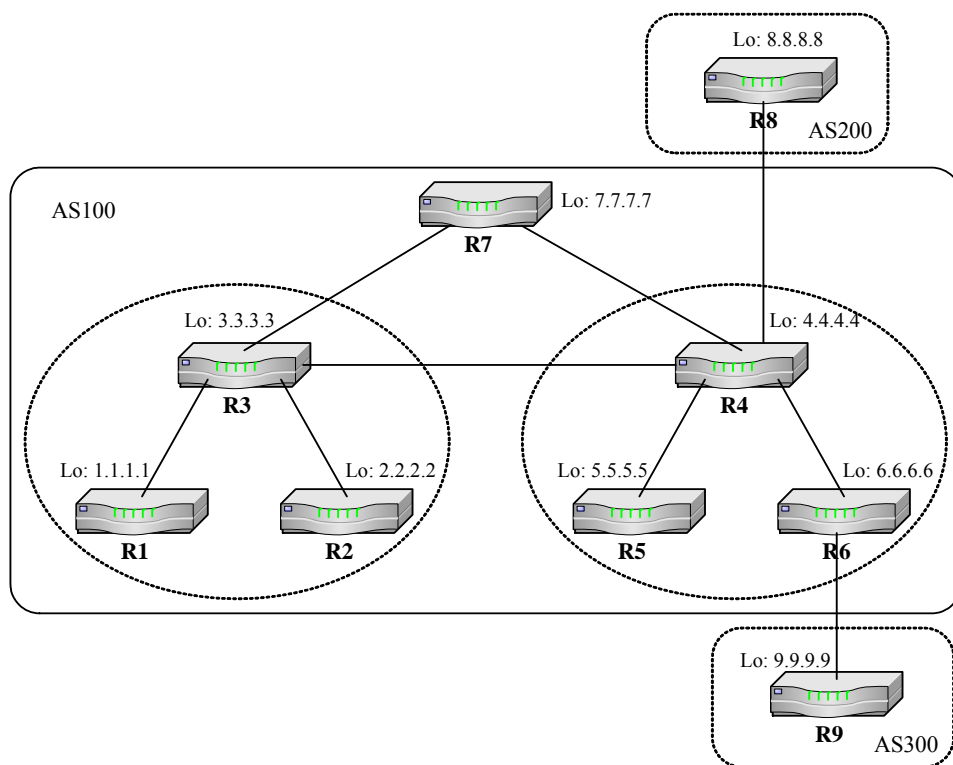 Lo: 8.8.8.8
R8
AS200
AS100
Lo: 7.7.7.7
R7
Lo: 3.3.3.3
Lo: 4.4.4.4
R3
R4
Lo: 1.1.1.1
Lo: 2.2.2.2
Lo: 5.5.5.5
Lo: 6.6.6.6
R1
R2
R5
R6
Lo: 9.9.9.9
R9
AS300